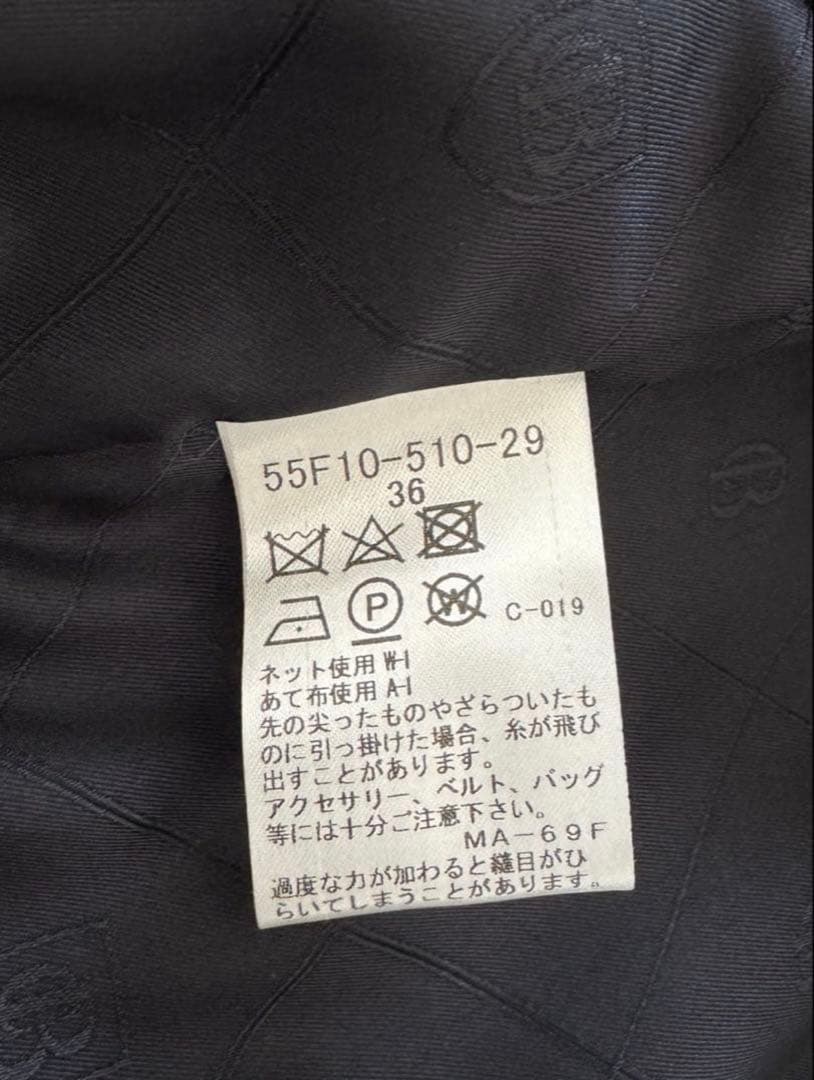 55F10-510-29
36
P
W
C-019
ネット使用 W-1
あて布使用 A-1
先の尖ったものやざらついたも
のに引っ掛けた場合、糸が飛び
出すことがあります。
アクセサリー、ベルト、バッグ
等には十分ご注意下さい。
MA-69F
過度な力が加わると縫目がひ
らいてしまうことがあります。